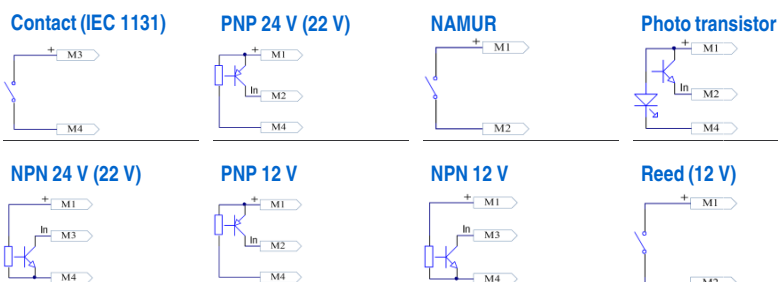 Contact (IEC 1131)
PNP 24 V (22 V)
NAMUR
Photo transistor
+ M3
M4
+ M1
In M2
M4
+ M1
M2
+ M1
In M2
M4
NPN 24 V (22 V)
PNP 12 V
NPN 12 V
Reed (12 V)
+ M1
In M3
M4
+ M1
In M2
M4
+ M1
In M3
M4
+ M1